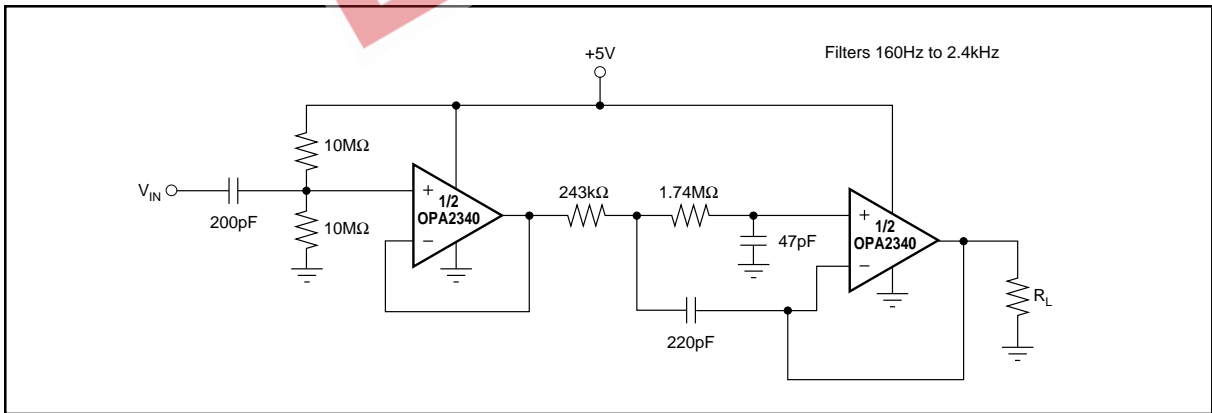 +5V
Filters 160Hz to 2.4kHz
10MΩ
V_IN
200pF
10MΩ
+
1/2
OPA2340
−
243kΩ
1.74MΩ
47pF
220pF
+
1/2
OPA2340
−
R_L